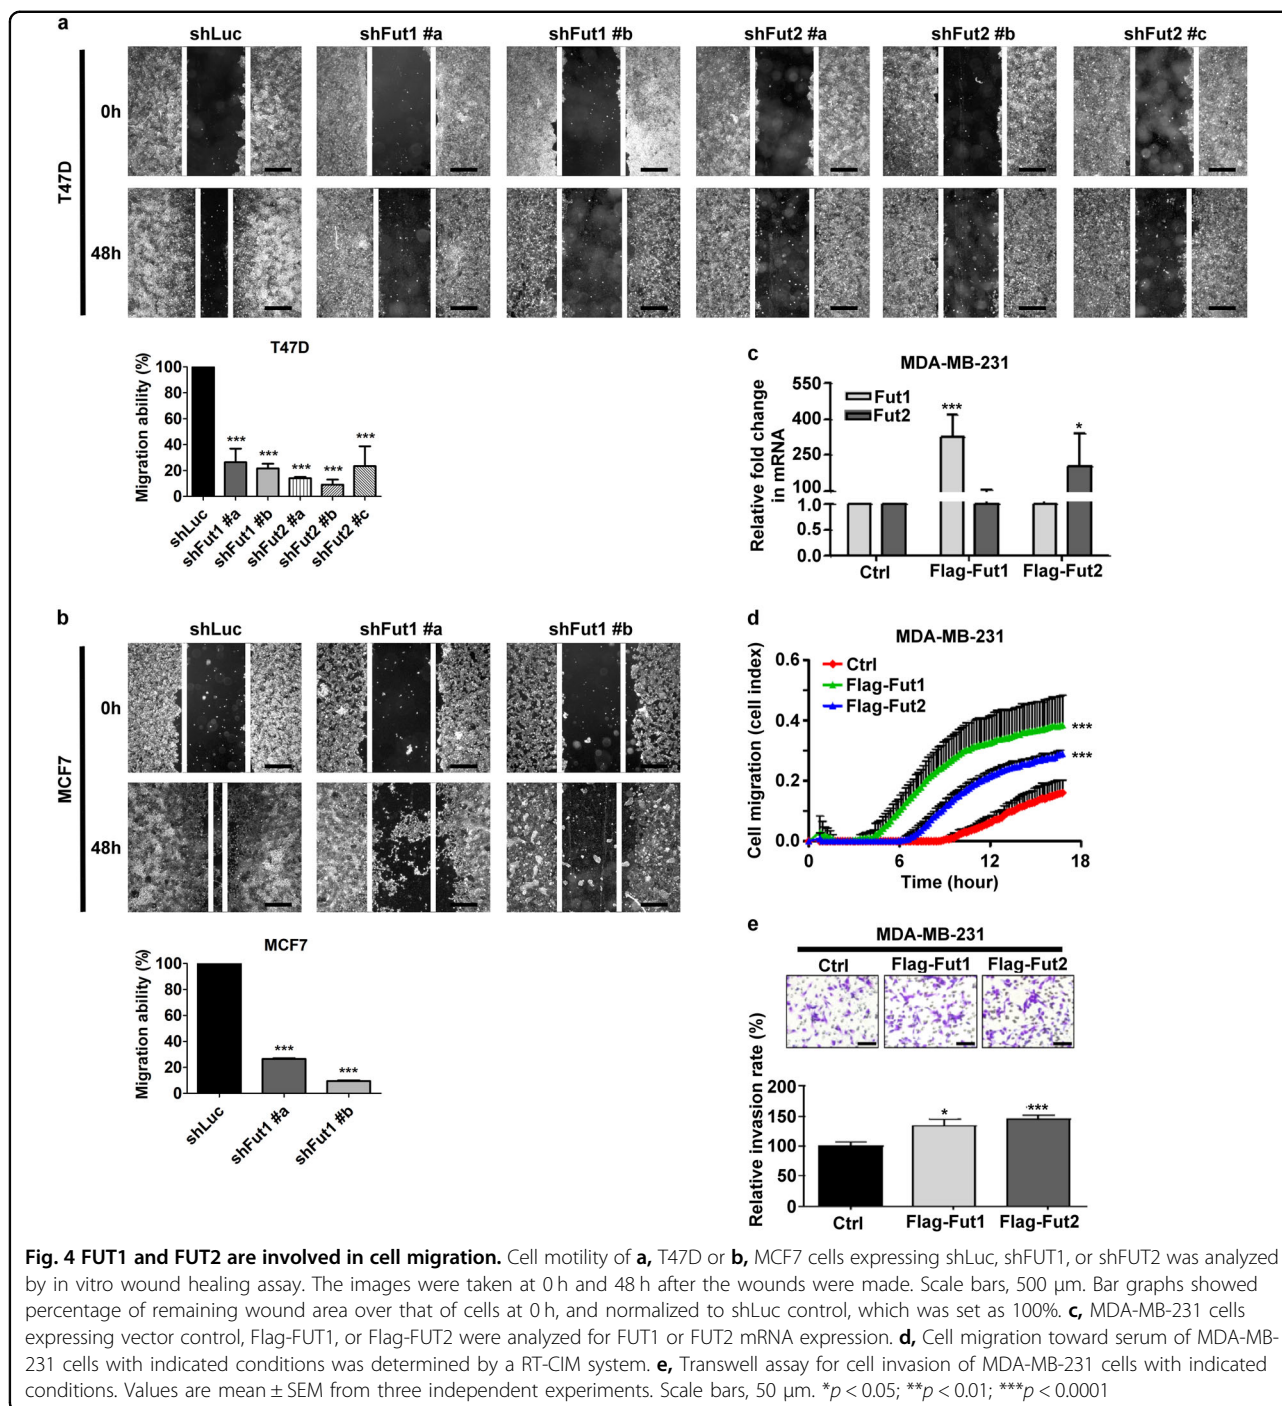 a
shLuc shFut1 #a shFut1 #b shFut2 #a shFut2 #b shFut2 #c
0h
T47D
48h
T47D
Migration ability (%)
100
80
60
40
20
0
*** *** *** *** ***
shLuc shFut1 #a shFut1 #b shFut2 #a shFut2 #b shFut2 #c
c
MDA-MB-231
Relative fold change
in mRNA
550
400
250
100
1.0
0.5
0.0
Fut1
Fut2
*** *
Ctrl Flag-Fut1 Flag-Fut2
b
shLuc shFut1 #a shFut1 #b
0h
MCF7
48h
MCF7
Migration ability (%)
100
80
60
40
20
0
*** ***
shLuc shFut1 #a shFut1 #b
d
MDA-MB-231
Cell migration (cell index)
0.6
0.4
0.2
0.0
Ctrl
Flag-Fut1
Flag-Fut2
***
***
0 6 12 18
Time (hour)
e
MDA-MB-231
Ctrl Flag-Fut1 Flag-Fut2
Relative invasion rate (%)
200
150
100
50
0
* ***
Ctrl Flag-Fut1 Flag-Fut2
Fig. 4 FUT1 and FUT2 are involved in cell migration. Cell motility of a, T47D or b, MCF7 cells expressing shLuc, shFUT1, or shFUT2 was analyzed
by in vitro wound healing assay. The images were taken at 0 h and 48 h after the wounds were made. Scale bars, 500 μm. Bar graphs showed
percentage of remaining wound area over that of cells at 0 h, and normalized to shLuc control, which was set as 100%. c, MDA-MB-231 cells
expressing vector control, Flag-FUT1, or Flag-FUT2 were analyzed for FUT1 or FUT2 mRNA expression. d, Cell migration toward serum of MDA-MB-
231 cells with indicated conditions was determined by a RT-CIM system. e, Transwell assay for cell invasion of MDA-MB-231 cells with indicated
conditions. Values are mean ± SEM from three independent experiments. Scale bars, 50 μm. *p < 0.05; **p < 0.01; ***p < 0.0001